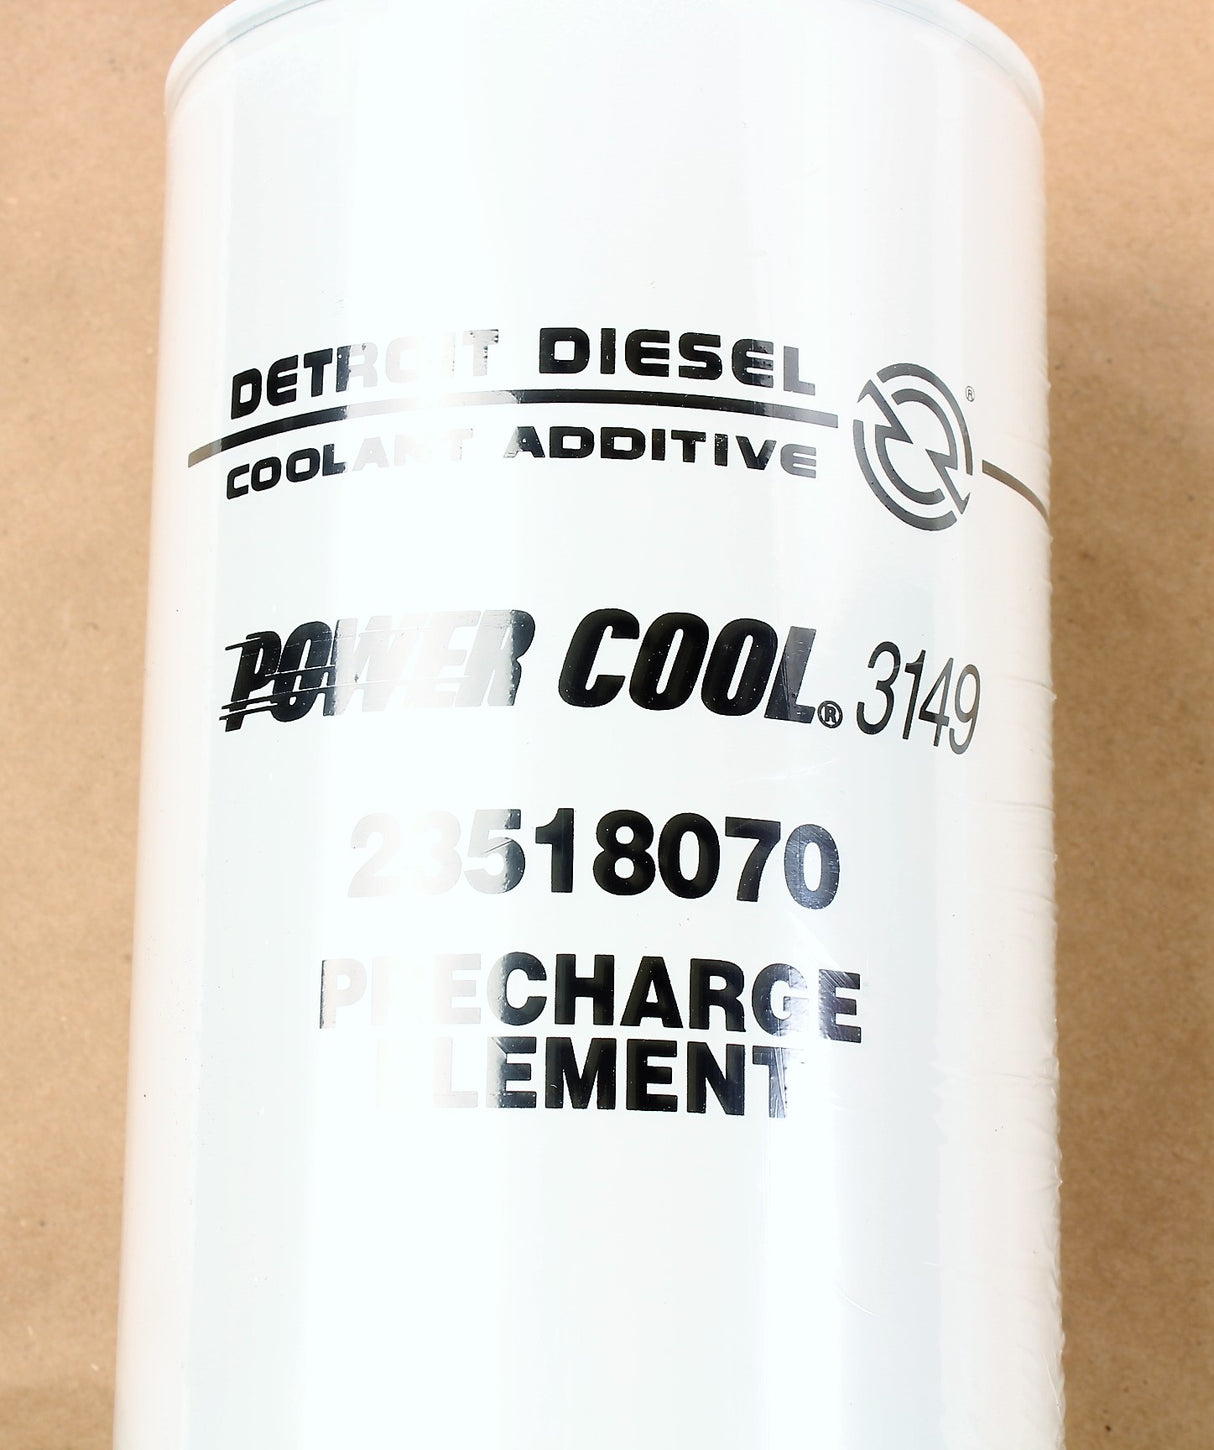 DETROIT DIESEL ®
COOLANT ADDITIVE
POWER COOL® 3149
23518070
PRECHARGE
ELEMENT